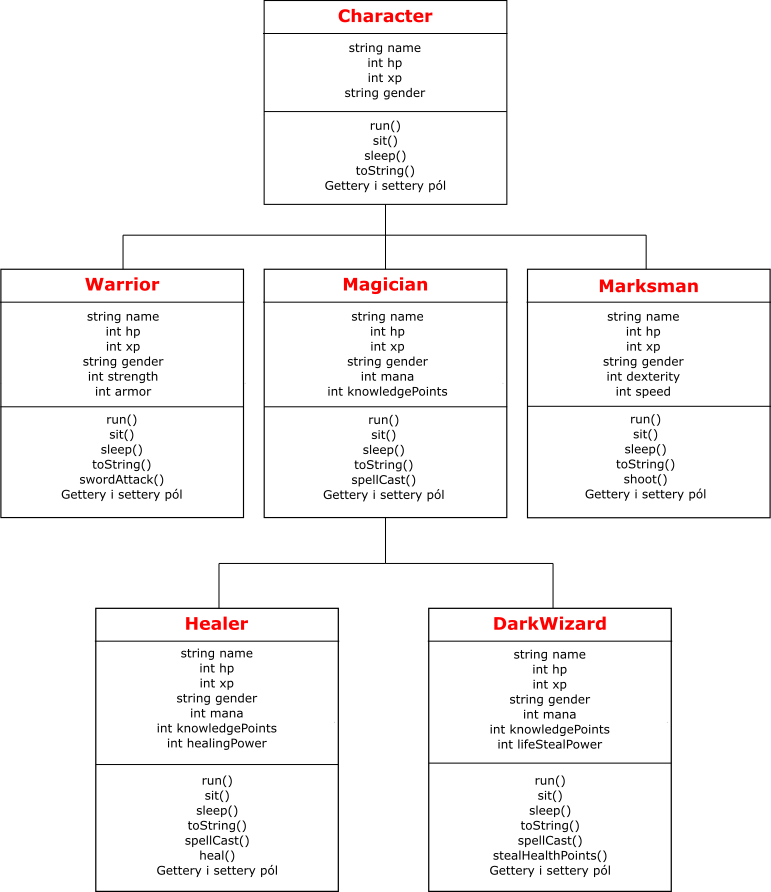 Character
string name
int hp
int xp
string gender
run()
sit()
sleep()
toString()
Gettery i settery pól
Warrior
string name
int hp
int xp
string gender
int strength
int armor
run()
sit()
sleep()
toString()
swordAttack()
Gettery i settery pól
Magician
string name
int hp
int xp
string gender
int mana
int knowledgePoints
run()
sit()
sleep()
toString()
spellCast()
Gettery i settery pól
Marksman
string name
int hp
int xp
string gender
int dexterity
int speed
run()
sit()
sleep()
toString()
shoot()
Gettery i settery pól
Healer
string name
int hp
int xp
string gender
int mana
int knowledgePoints
int healingPower
run()
sit()
sleep()
toString()
spellCast()
heal()
Gettery i settery pól
DarkWizard
string name
int hp
int xp
string gender
int mana
int knowledgePoints
int lifeStealPower
run()
sit()
sleep()
toString()
spellCast()
stealHealthPoints()
Gettery i settery pól